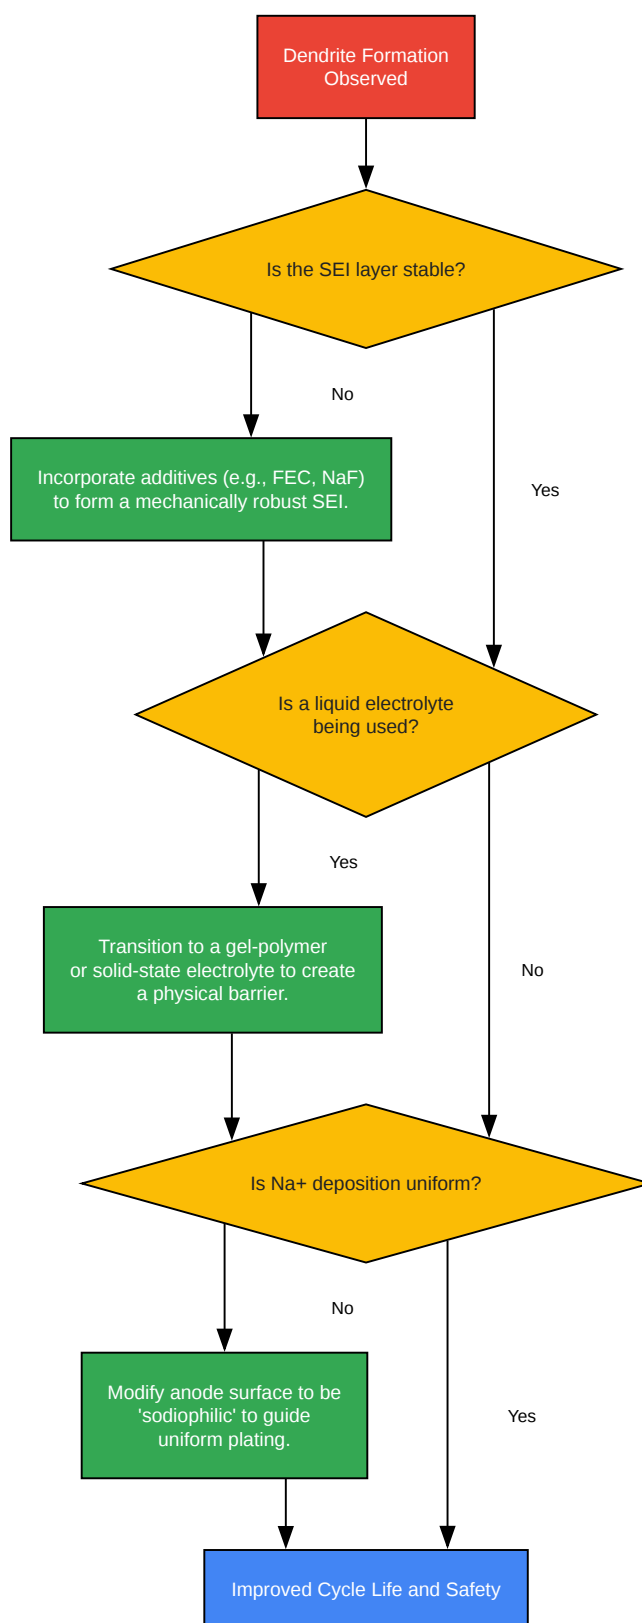 Dendrite Formation
Observed
Is the SEI layer stable?
No
Incorporate additives (e.g., FEC, NaF)
to form a mechanically robust SEI.
Yes
Is a liquid electrolyte
being used?
Yes
Transition to a gel-polymer
or solid-state electrolyte to create
a physical barrier.
No
Is Na+ deposition uniform?
No
Modify anode surface to be
'sodiophilic' to guide
uniform plating.
Yes
Improved Cycle Life and Safety